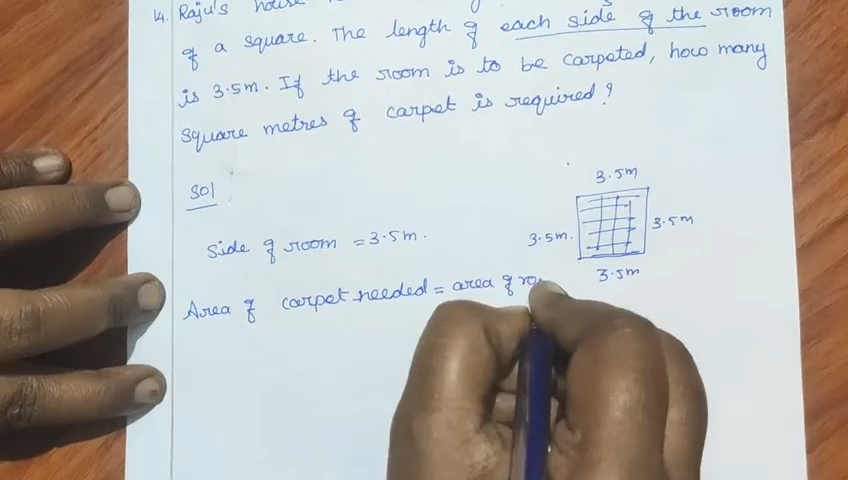 14. Raju's house
of a square. The length of each side of the room
is 3.5m. If the room is to be carpeted, how many
square metres of carpet is required?
Sol
3.5m
Side of room = 3.5m.
3.5m.
3.5m
3.5m
Area of carpet needed = area of ro